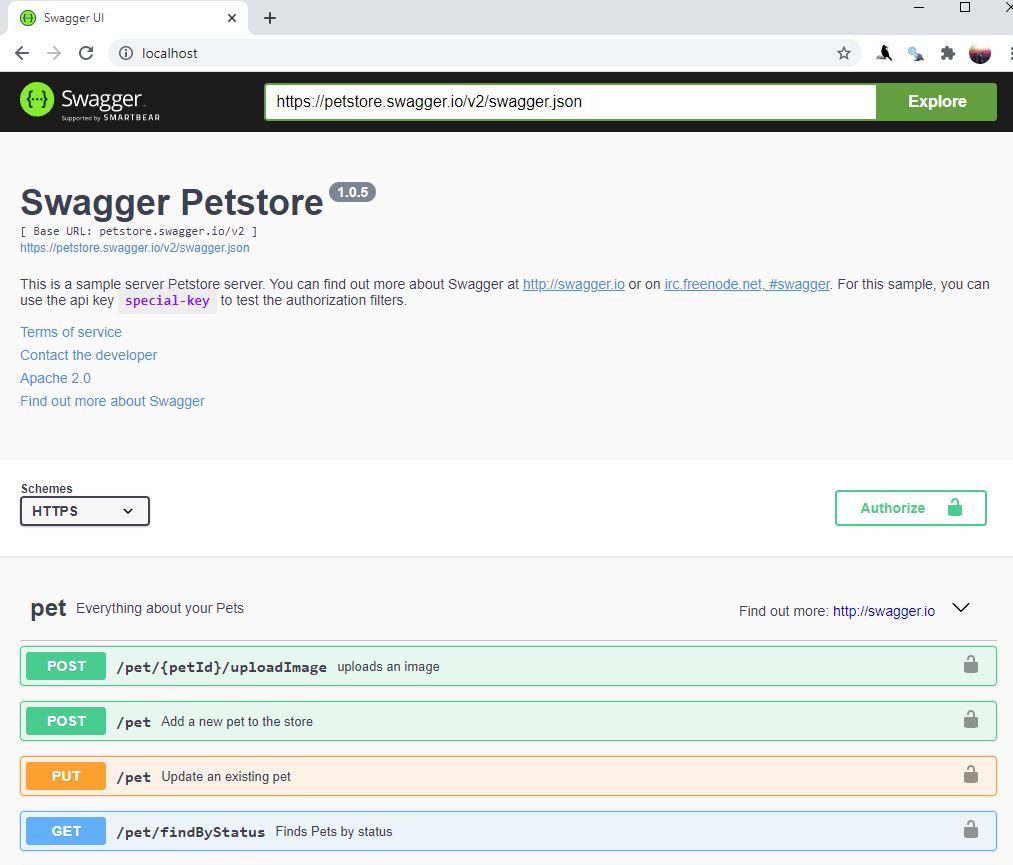 Swagger UI
localhost
Swagger
Supported by SMARTBEAR
https://petstore.swagger.io/v2/swagger.json
Explore
Swagger Petstore 1.0.5
[ Base URL: petstore.swagger.io/v2 ]
https://petstore.swagger.io/v2/swagger.json
This is a sample server Petstore server. You can find out more about Swagger at http://swagger.io or on irc.freenode.net, #swagger. For this sample, you can
use the api key special-key to test the authorization filters.
Terms of service
Contact the developer
Apache 2.0
Find out more about Swagger
Schemes
HTTPS
Authorize
pet Everything about your Pets
Find out more: http://swagger.io
POST /pet/{petId}/uploadImage uploads an image
POST /pet Add a new pet to the store
PUT /pet Update an existing pet
GET /pet/findByStatus Finds Pets by status